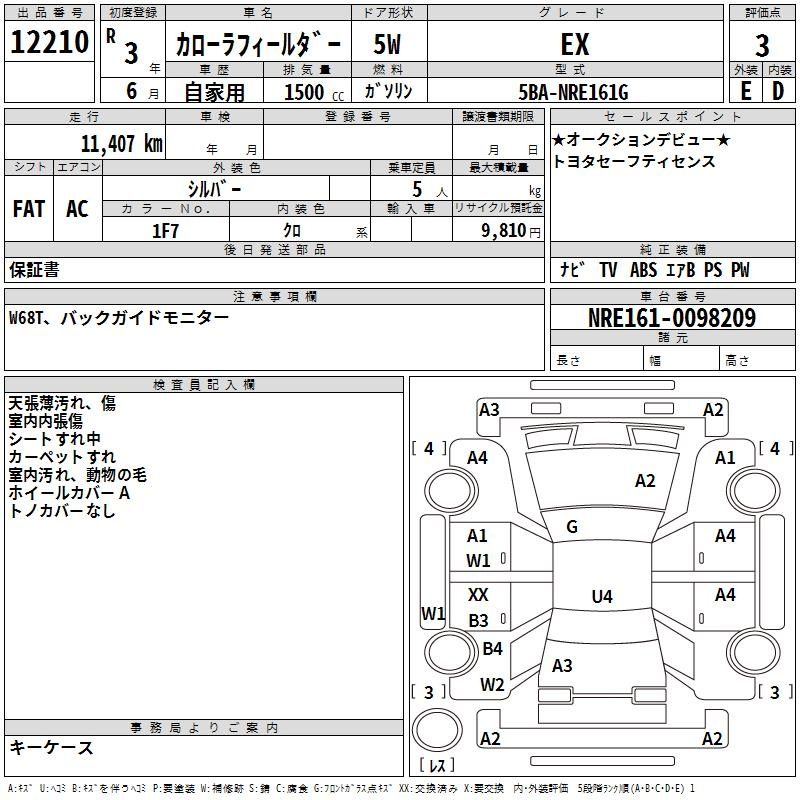 出品番号 初度登録 車名 ドア形状 グレード 評価点
12210 R 3 年 カローラフィールダー 5W EX 3
車歴 排気量 燃料 型式 外装 内装
6 月 自家用 1500 CC ガソリン 5BA-NRE161G E D
走行 車検 登録番号 譲渡書類期限 セールスポイント
11,407 km 年 月 月 日
★オークションデビュー★
トヨタセーフティセンス
シフト エアコン 外装色 乗車定員 最大積載量
FAT AC シルバー 5 人 kg
カラーNo. 内装色 輸入車 リサイクル預託金
1F7 クロ 系 9,810 円
後日発送部品 純正装備
保証書 ナビ TV ABS エアB PS PW
注意事項欄 車台番号
W68T、バックガイドモニター NRE161-0098209
諸元
長さ 幅 高さ
検査員記入欄
天張薄汚れ、傷
室内内張傷
シートすれ中
カーペットすれ
室内汚れ、動物の毛
ホイールカバーA
トノカバーなし
事務局よりご案内
キーケース
A3 A2
[ 4 ] A4 A1 [ 4 ]
A2
G
A1 A4
W1
XX U4 A4
W1 B3
B4
A3
W2
[ 3 ] [ 3 ]
A2 A2
[ レス ]
A:キズ U:ヘコミ B:キズを伴うヘコミ P:要塗装 W:補修跡 S:錆 C:腐食 G:フロントガラス点キズ XX:交換済み X:要交換 内・外装評価 5段階ランク順(A・B・C・D・E) 1